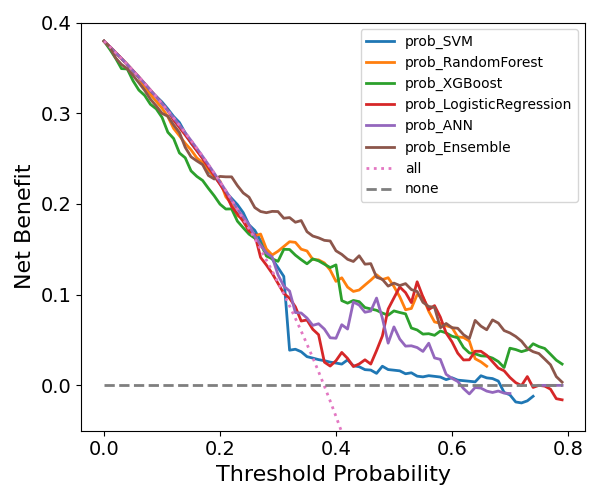 prob_SVM
prob_RandomForest
prob_XGBoost
prob_LogisticRegression
prob_ANN
prob_Ensemble
all
none
Net Benefit
0.4
0.3
0.2
0.1
0.0
0.0 0.2 0.4 0.6 0.8
Threshold Probability